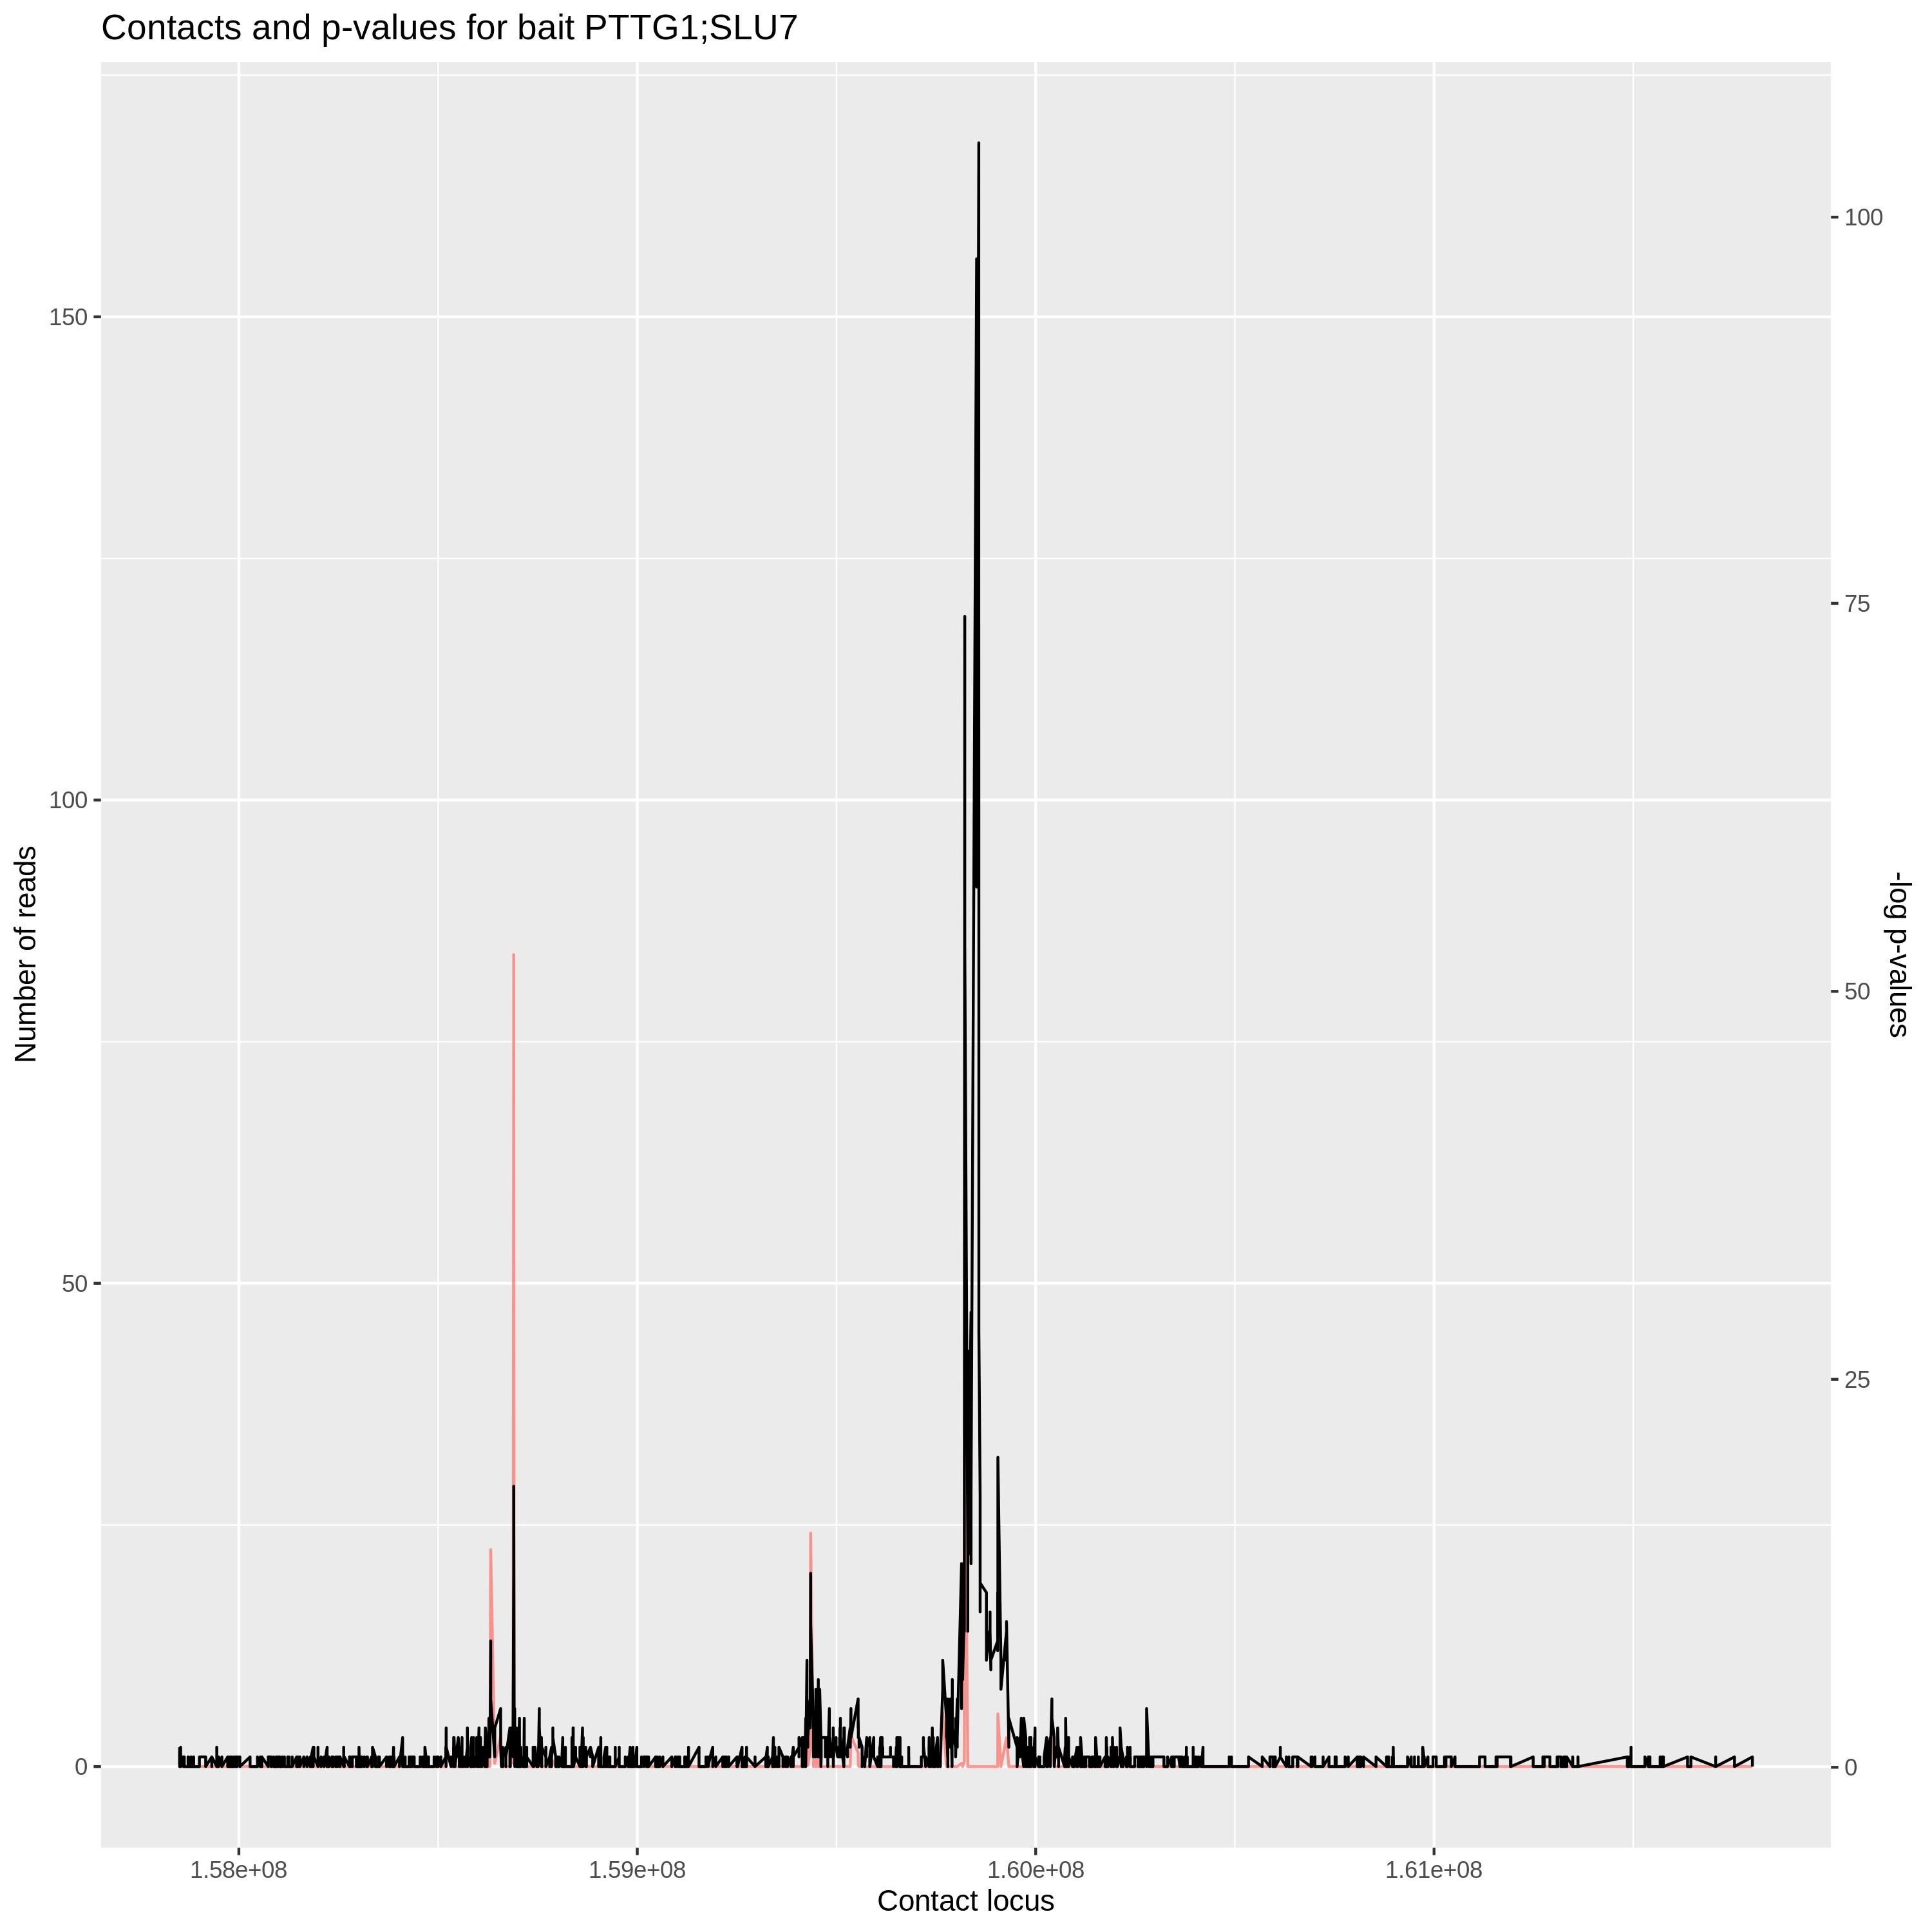 Contacts and p-values for bait PTTG1;SLU7
Number of reads
150
100
50
0
100
75
50
25
0
-log p-values
1.58e+08
1.59e+08
1.60e+08
1.61e+08
Contact locus